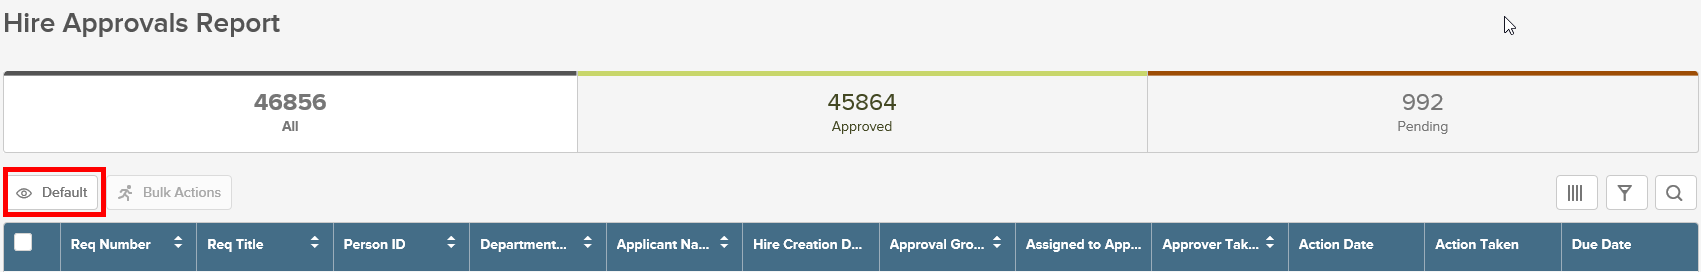 Hire Approvals Report
46856
All
45864
Approved
992
Pending
Default Bulk Actions
Req Number Req Title Person ID Department... Applicant Na... Hire Creation D... Approval Gro... Assigned to App... Approver Tak... Action Date Action Taken Due Date